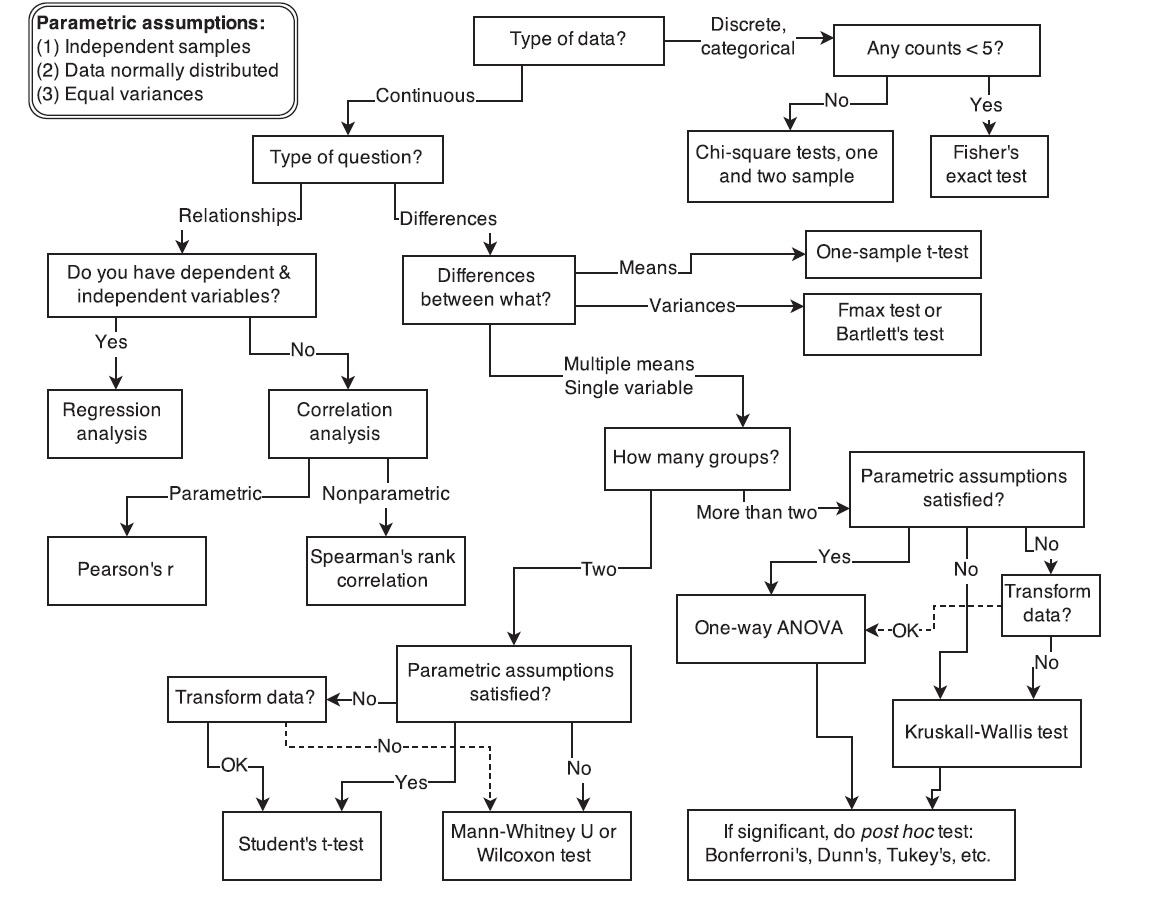 Parametric assumptions:
(1) Independent samples
(2) Data normally distributed
(3) Equal variances
Type of data?
Discrete,
categorical
Any counts < 5?
Continuous
No
Yes
Type of question?
Chi-square tests, one
and two sample
Fisher's
exact test
Relationships
Differences
Do you have dependent &
independent variables?
Differences
between what?
Means
One-sample t-test
Variances
Fmax test or
Bartlett's test
Yes
No
Multiple means
Single variable
Regression
analysis
Correlation
analysis
How many groups?
Parametric assumptions
satisfied?
Parametric
Nonparametric
More than two
Pearson's r
Spearman's rank
correlation
Two
Yes
No
No
Transform
data?
One-way ANOVA
OK
No
Parametric assumptions
satisfied?
Transform data?
No
Kruskall-Wallis test
No
OK
Yes
No
Student's t-test
Mann-Whitney U or
Wilcoxon test
If significant, do post hoc test:
Bonferroni's, Dunn's, Tukey's, etc.